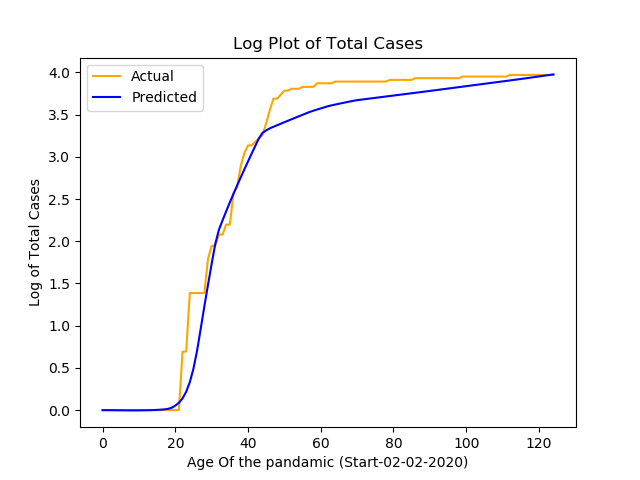 Log Plot of Total Cases
Actual
Predicted
4.0
3.5
3.0
2.5
2.0
1.5
1.0
0.5
0.0
Log of Total Cases
0 20 40 60 80 100 120
Age Of the pandamic (Start-02-02-2020)